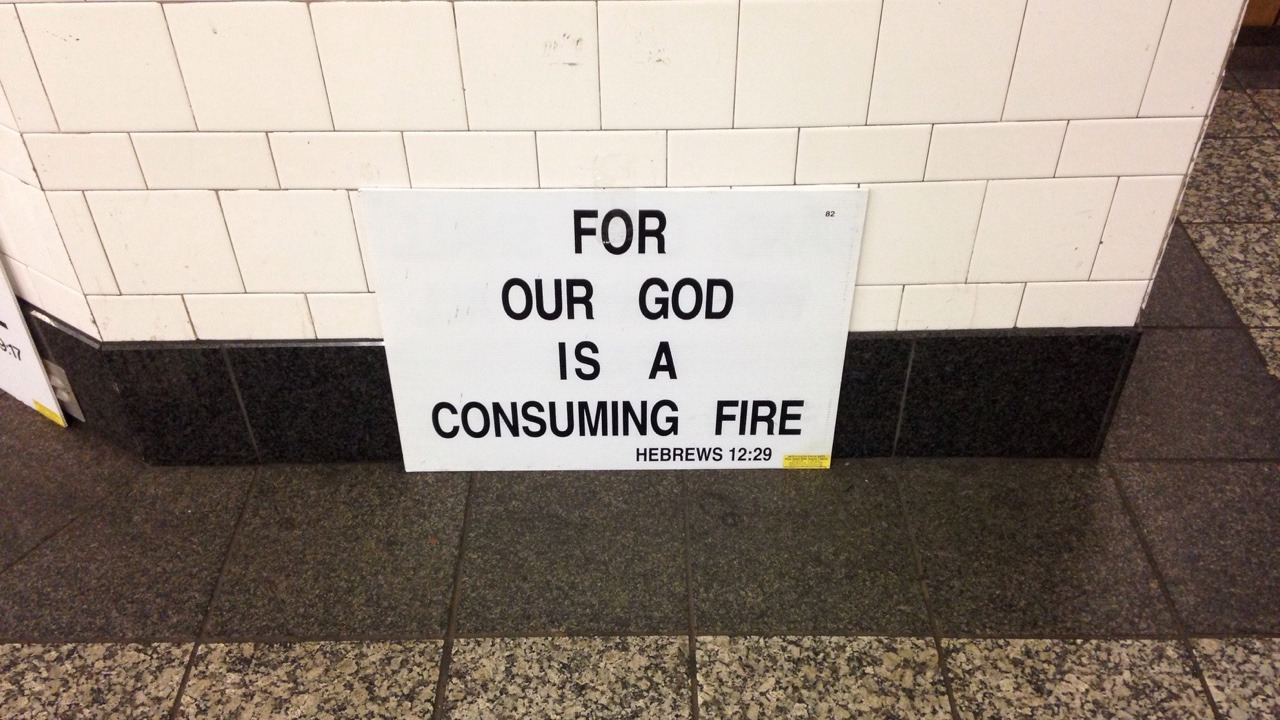 82
FOR
OUR GOD
IS A
CONSUMING FIRE
HEBREWS 12:29